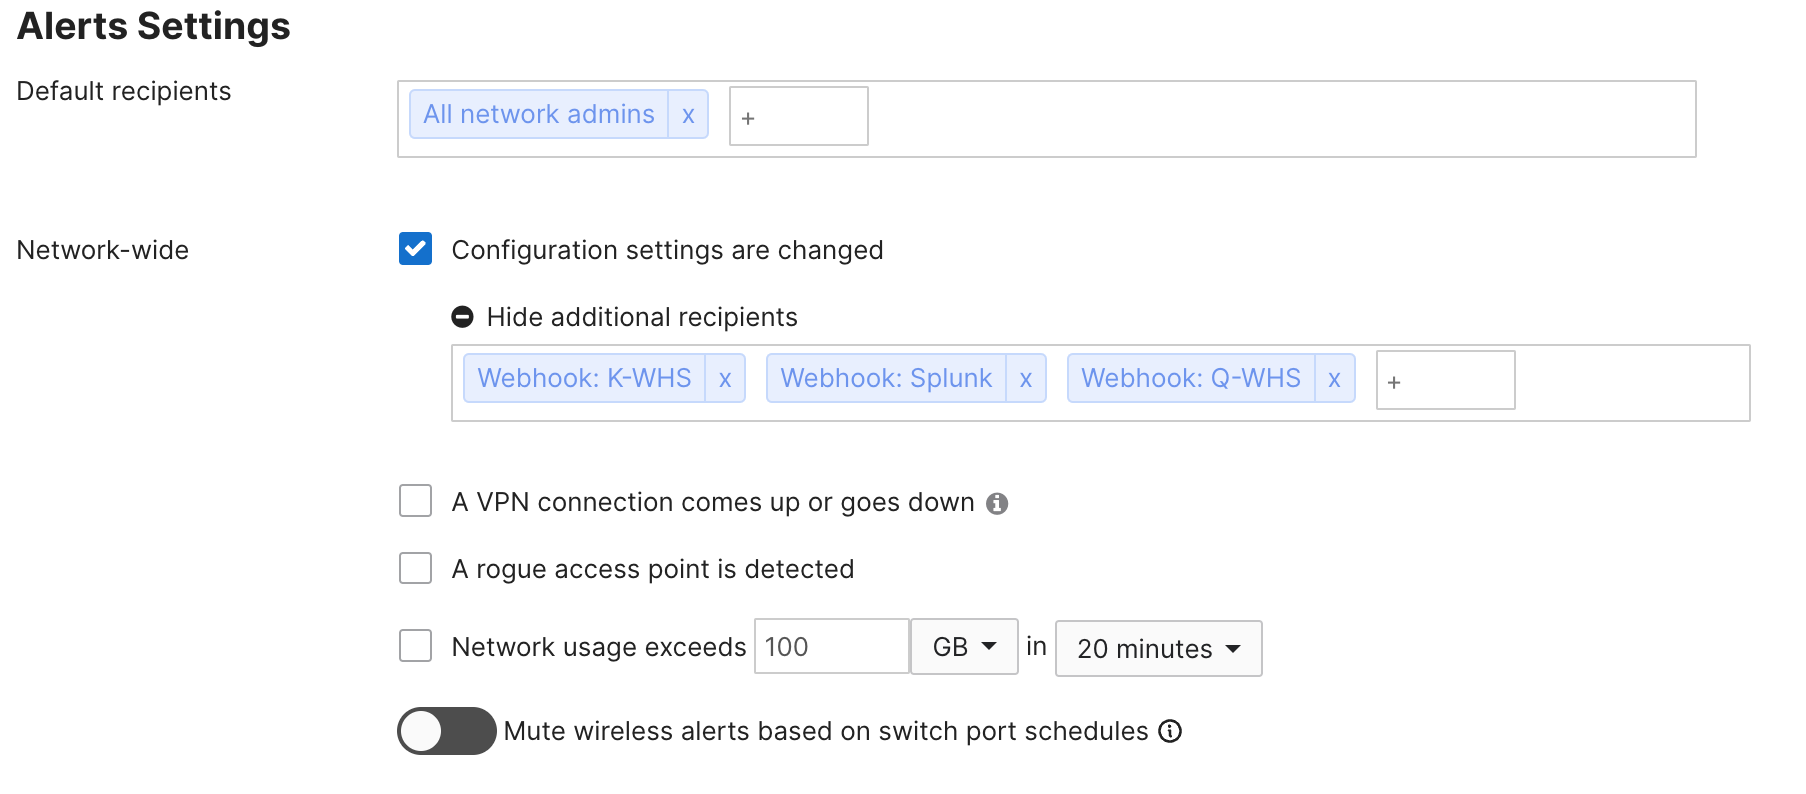 Alerts Settings
Default recipients
All network admins x +
Network-wide
Configuration settings are changed
Hide additional recipients
Webhook: K-WHS x Webhook: Splunk x Webhook: Q-WHS x +
A VPN connection comes up or goes down
A rogue access point is detected
Network usage exceeds 100 GB in 20 minutes
Mute wireless alerts based on switch port schedules